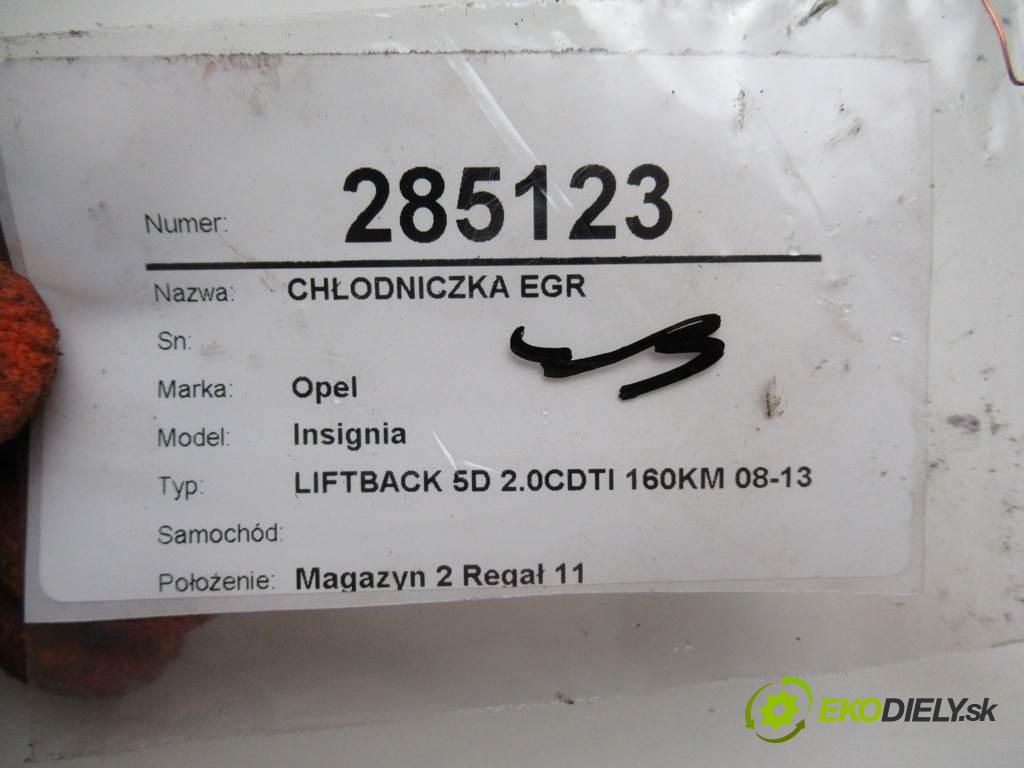 Numer: 285123
Nazwa: CHŁODNICZKA EGR
Sn:
Marka: Opel
Model: Insignia
Typ: LIFTBACK 5D 2.0CDTI 160KM 08-13
Samochód:
Położenie: Magazyn 2 Regał 11
EKODIELY.sk